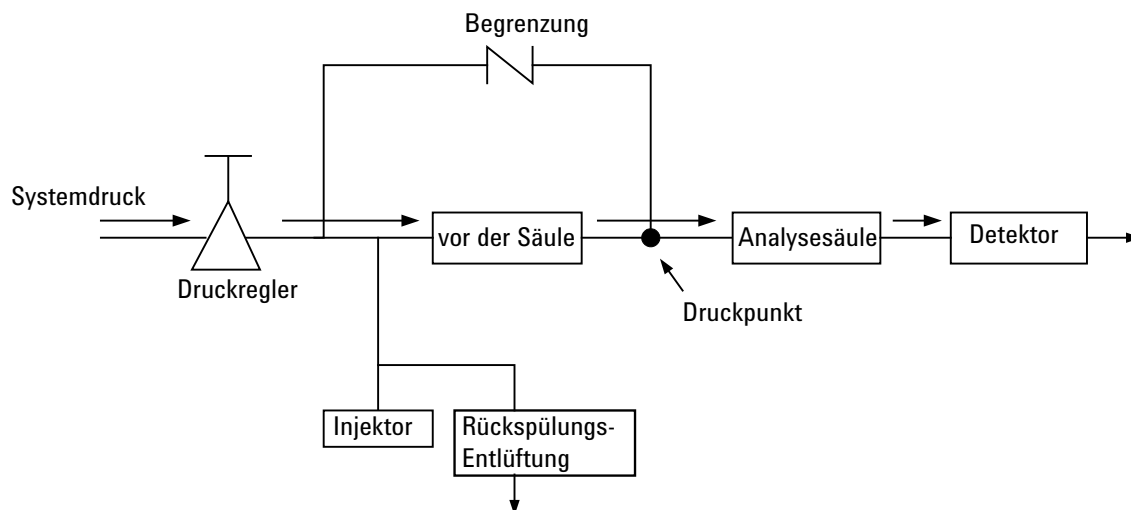 Begrenzung
Systemdruck
vor der Säule
Analysesäule
Detektor
Druckregler
Druckpunkt
Injektor
Rückspülungs-
Entlüftung